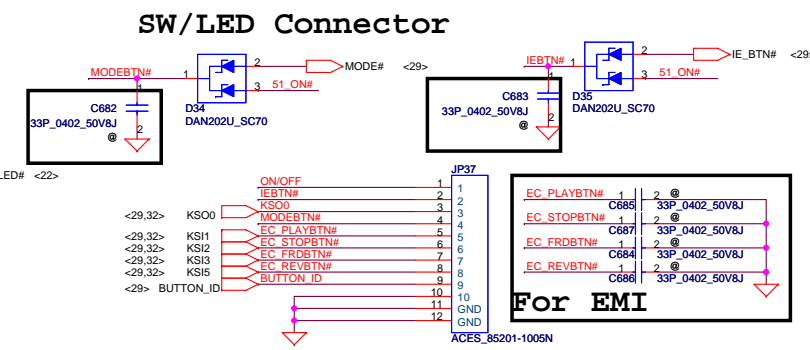 SW/LED Connector
MODEBTN# 1 2 MODE# <29>
3 51_ON#
1 C682
33P_0402_50V8J
@ 2
D34
DAN202U_SC70
IEBTN# 1 2 IE_BTN# <29
3 51_ON#
1 C683
33P_0402_50V8J
@ 2
D35
DAN202U_SC70
LED# <22>
JP37
ON/OFF 1 1
IEBTN# 2 2
<29,32> KSO0 KSO0 3 3
MODEBTN# 4 4
<29,32> KSI1 EC_PLAYBTN# 5 5
<29,32> KSI2 EC_STOPBTN# 6 6
<29,32> KSI3 EC_FRDBTN# 7 7
<29,32> KSI5 EC_REVBTN# 8 8
<29> BUTTON_ID BUTTON_ID 9 9
10 10
11 GND
12 GND
ACES_85201-1005N
EC_PLAYBTN# 1 2 @
C685 33P_0402_50V8J
EC_STOPBTN# 1 2 @
C687 33P_0402_50V8J
EC_FRDBTN# 1 2 @
C684 33P_0402_50V8J
EC_REVBTN# 1 2 @
C686 33P_0402_50V8J
For EMI